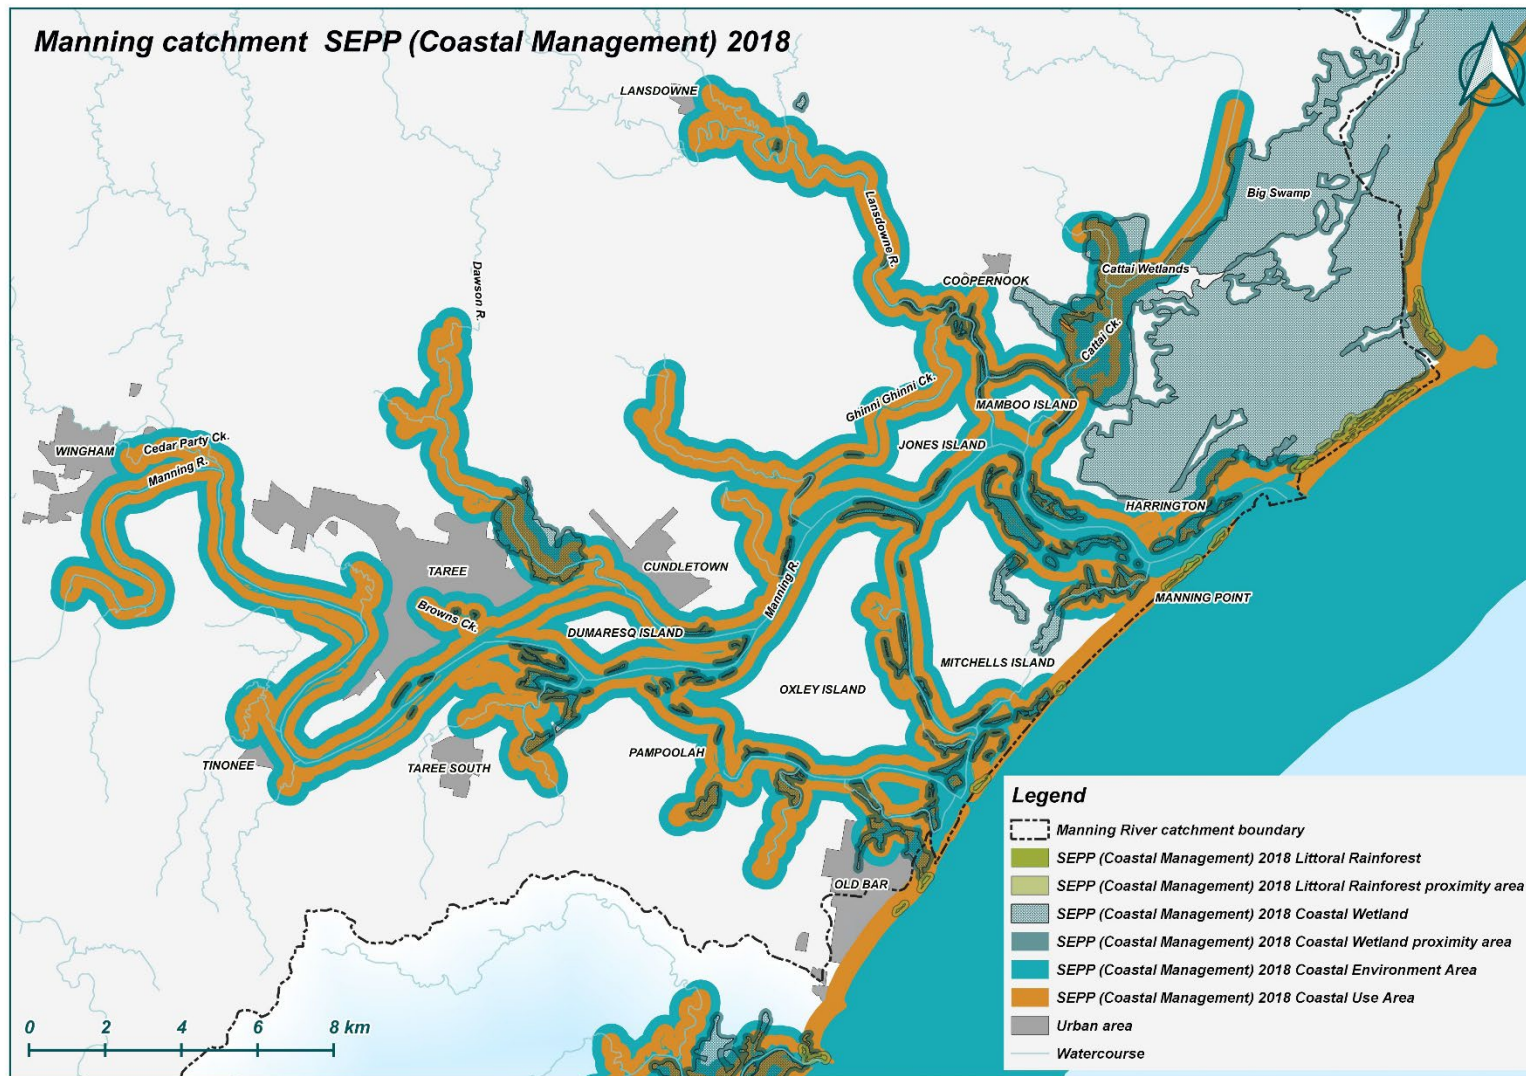 Manning catchment SEPP (Coastal Management) 2018
LANSDOWNE
Big Swamp
Lansdowne R.
Dawson R.
Cattai Wetlands
COOPERNOOK
Cattai Ck.
Ghinni Ghinni Ck.
MAMBOO ISLAND
JONES ISLAND
Cedar Party Ck.
WINGHAM
Manning R.
HARRINGTON
TAREE
CUNDLETOWN
Manning R.
MANNING POINT
Browns Ck.
DUMARESQ ISLAND
MITCHELLS ISLAND
OXLEY ISLAND
PAMPOOLAH
TINONEE
TAREE SOUTH
OLD BAR
Legend
Manning River catchment boundary
SEPP (Coastal Management) 2018 Littoral Rainforest
SEPP (Coastal Management) 2018 Littoral Rainforest proximity area
SEPP (Coastal Management) 2018 Coastal Wetland
SEPP (Coastal Management) 2018 Coastal Wetland proximity area
SEPP (Coastal Management) 2018 Coastal Environment Area
SEPP (Coastal Management) 2018 Coastal Use Area
Urban area
Watercourse
0 2 4 6 8 km